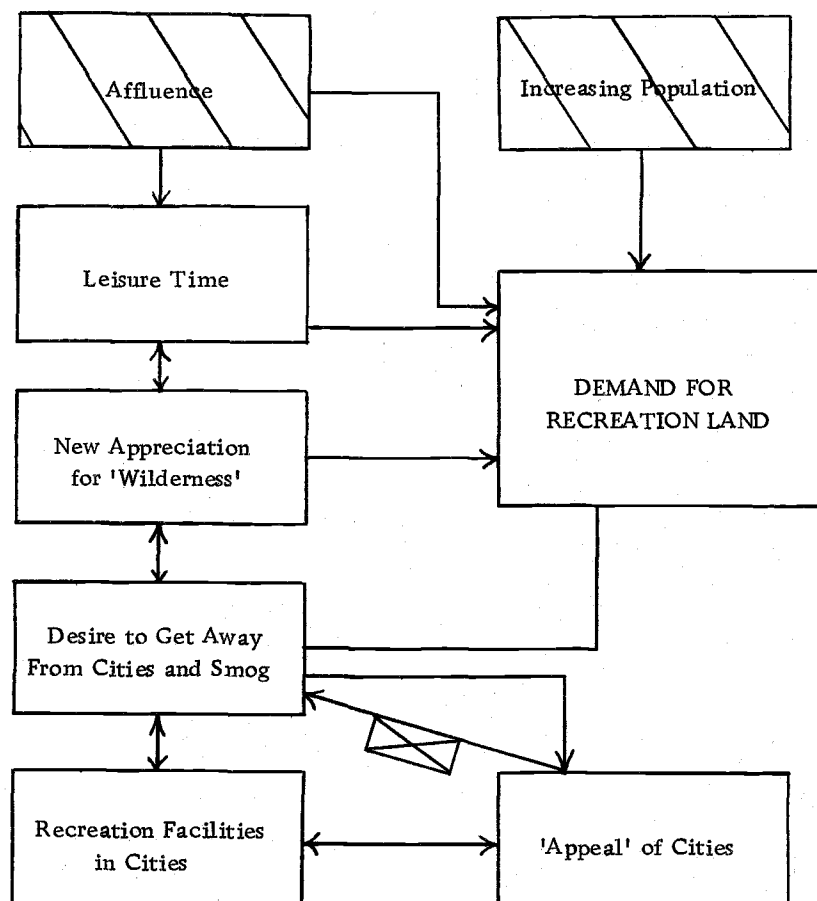 Affluence
Increasing Population
Leisure Time
DEMAND FOR
RECREATION LAND
New Appreciation
for 'Wilderness'
Desire to Get Away
From Cities and Smog
Recreation Facilities
in Cities
'Appeal' of Cities